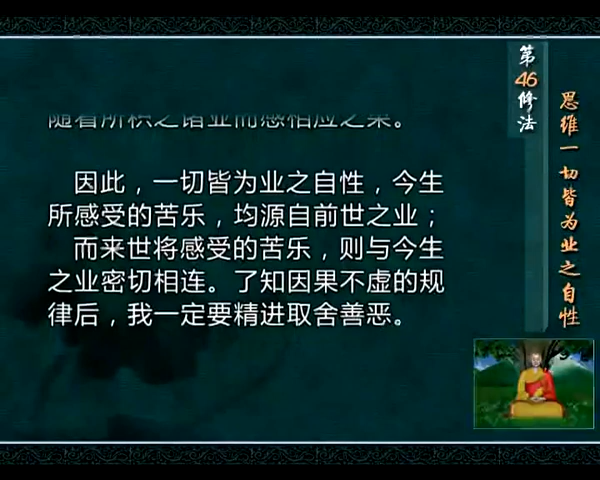 随着所积之诸业而感相应之果。
因此，一切皆为业之自性，今生
所感受的苦乐，均源自前世之业；
而来世将感受的苦乐，则与今生
之业密切相连。了知因果不虚的规
律后，我一定要精进取舍善恶。
第46修法
思维一切皆为业之自性